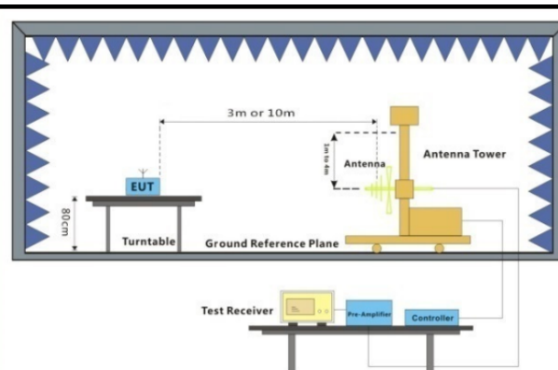 3m or 10m
1m to 4m
Antenna
Antenna Tower
EUT
80cm
Turntable
Ground Reference Plane
Test Receiver
Pre-Amplifier
Controller